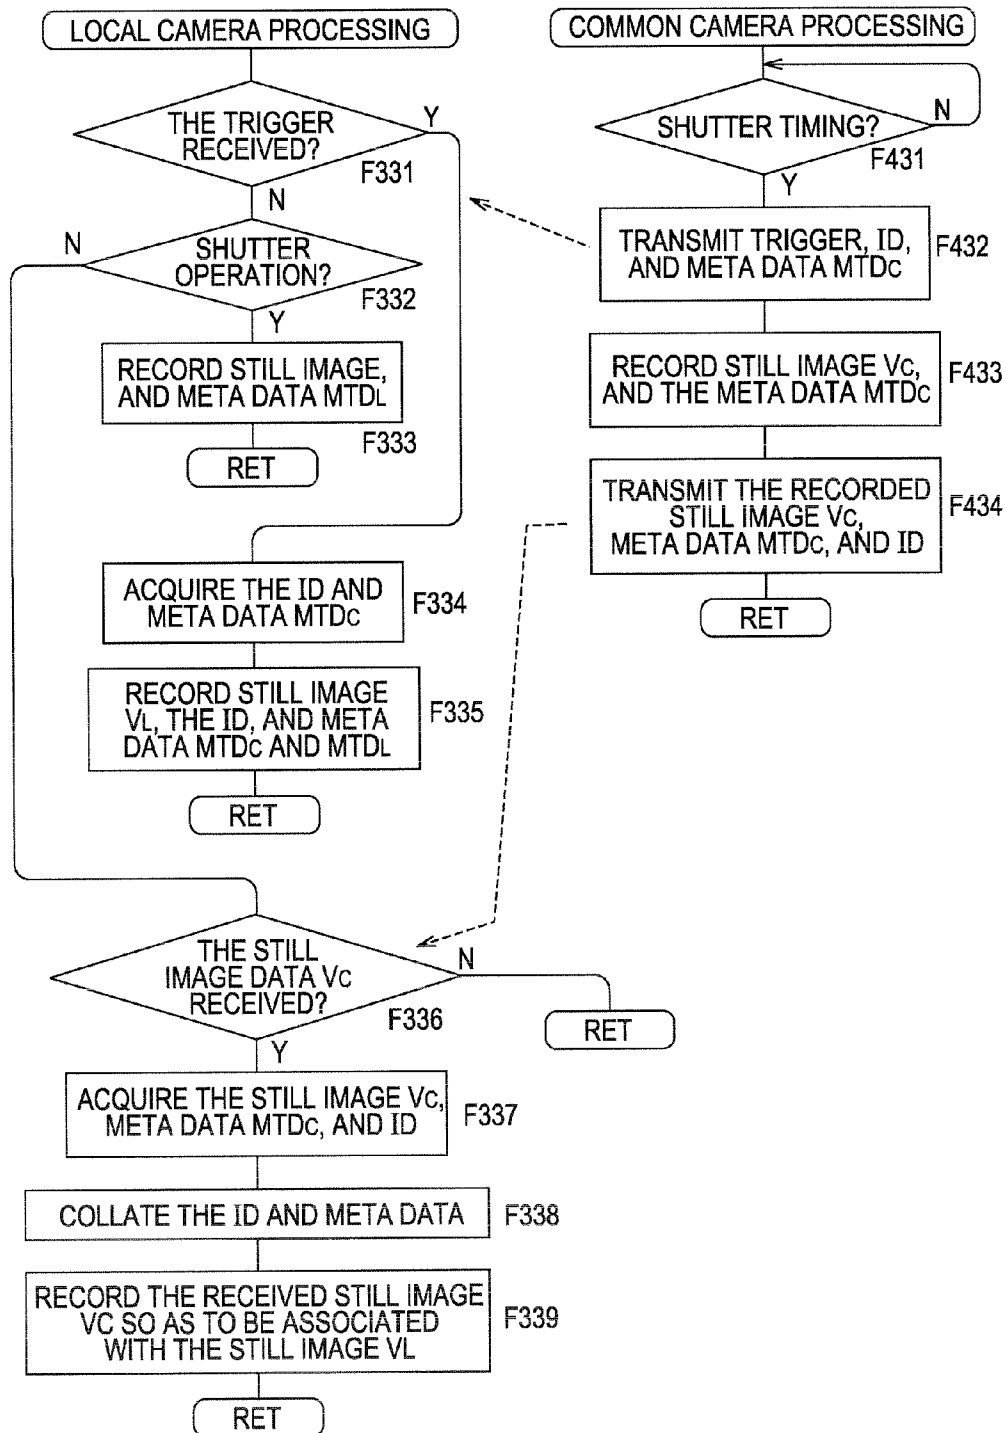 LOCAL CAMERA PROCESSING
THE TRIGGER
RECEIVED?
Y
F331
N
N
SHUTTER
OPERATION?
F332
Y
RECORD STILL IMAGE,
AND META DATA MTDL
F333
RET
ACQUIRE THE ID AND
META DATA MTDC
F334
RECORD STILL IMAGE
VL, THE ID, AND META
DATA MTDC AND MTDL
F335
RET
THE STILL
IMAGE DATA VC
RECEIVED?
N
F336
RET
Y
ACQUIRE THE STILL IMAGE VC,
META DATA MTDC, AND ID
F337
COLLATE THE ID AND META DATA
F338
RECORD THE RECEIVED STILL IMAGE
VC SO AS TO BE ASSOCIATED
WITH THE STILL IMAGE VL
F339
RET
COMMON CAMERA PROCESSING
SHUTTER TIMING?
N
F431
Y
TRANSMIT TRIGGER, ID,
AND META DATA MTDC
F432
RECORD STILL IMAGE VC,
AND THE META DATA MTDC
F433
TRANSMIT THE RECORDED
STILL IMAGE VC,
META DATA MTDC, AND ID
F434
RET